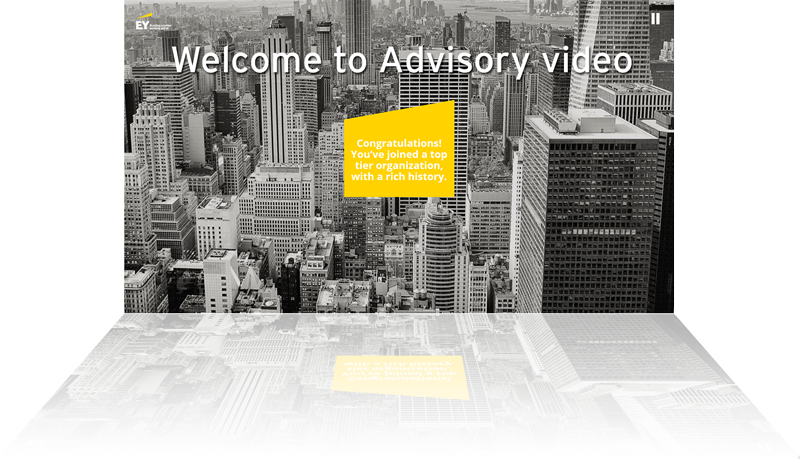 EY
Welcome to Advisory video
Congratulations!
You've joined a top
tier organization,
with a rich history.